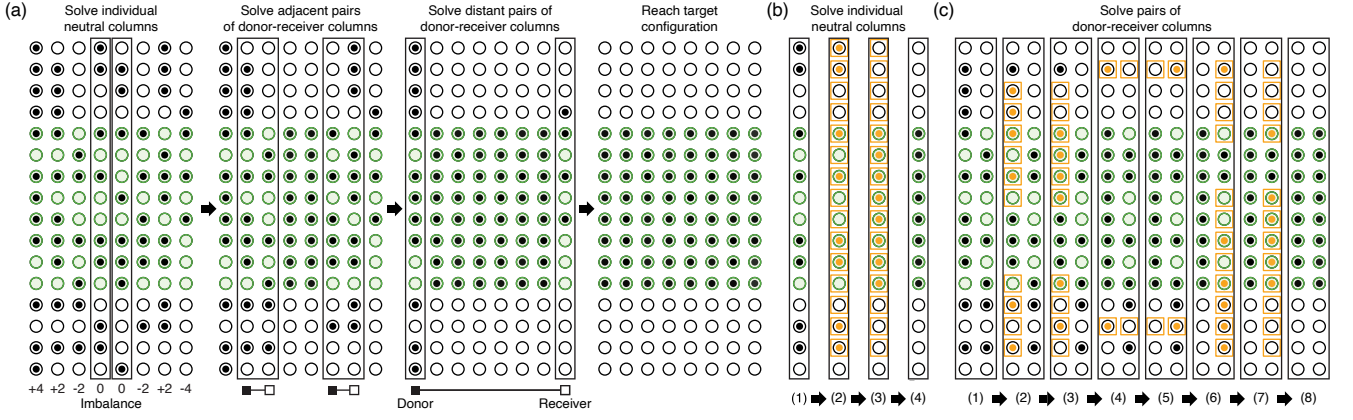 (a)
Solve individual
neutral columns
Solve adjacent pairs
of donor-receiver columns
Solve distant pairs of
donor-receiver columns
Reach target
configuration
+4 +2 -2 0 0 -2 +2 -4
Imbalance
Donor
Receiver
(b)
Solve individual
neutral columns
(1) (2) (3) (4)
(c)
Solve pairs of
donor-receiver columns
(1) (2) (3) (4) (5) (6) (7) (8)